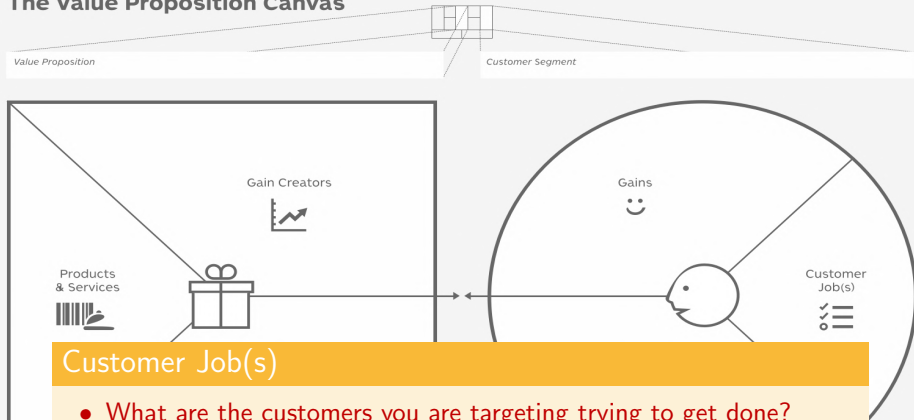 The Value Proposition Canvas
Value Proposition
Customer Segment
Gain Creators
Gains
Products
& Services
Customer
Job(s)
Customer Job(s)
• What are the customers you are targeting trying to get done?